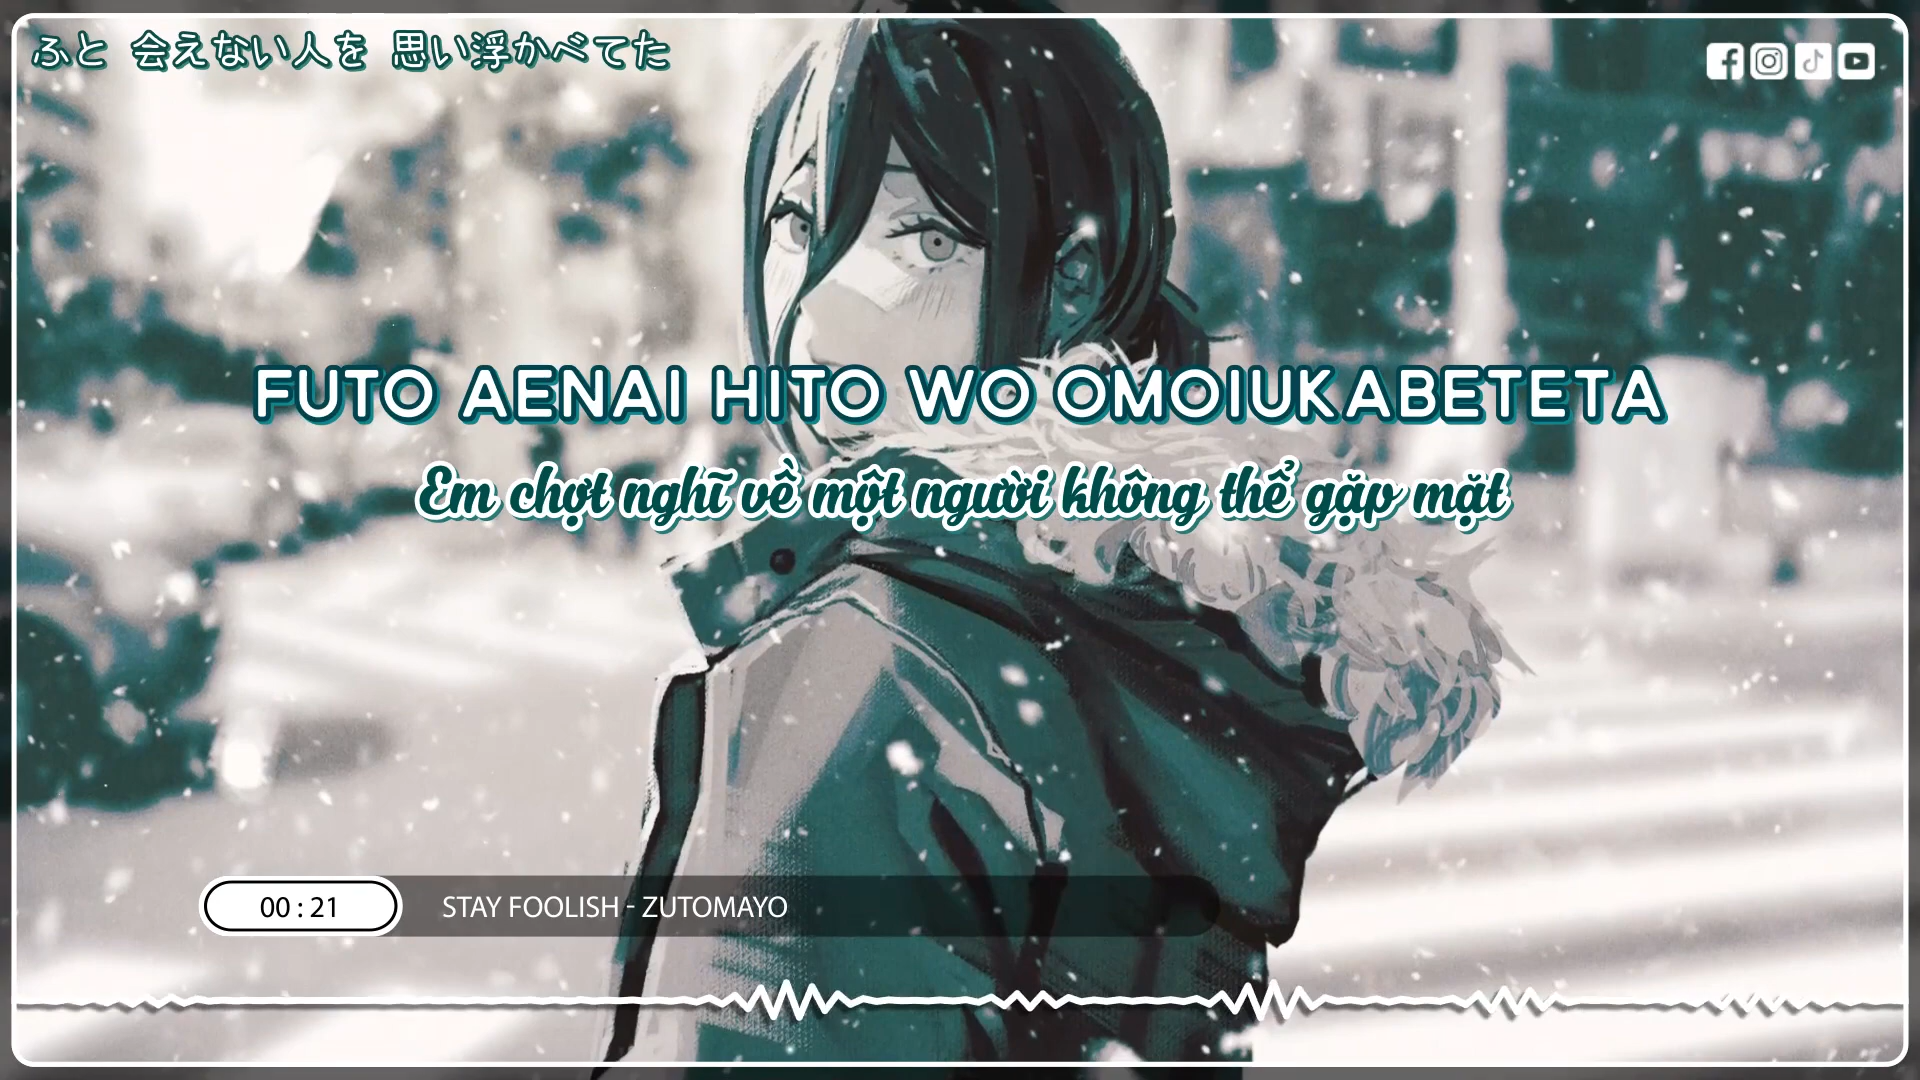 ふと 会えない人を 思い浮かべてた
FUTO AENAI HITO WO OMOIUKABETETA
Em chợt nghĩ về một người không thể gặp mặt
00 : 21
STAY FOOLISH - ZUTOMAYO